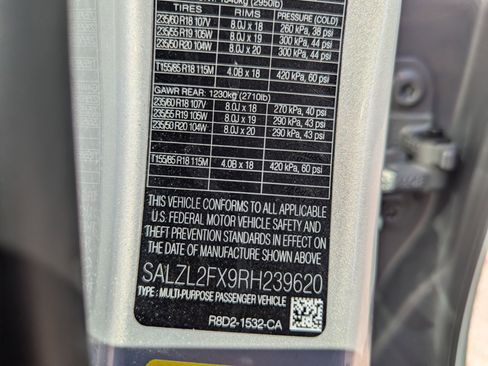 1340kg (2950lb)
TIRES RIMS PRESSURE (COLD)
235/60 R18 107V 8.0J x 18 260 kPa, 38 psi
235/55 R19 105W 8.0J x 19 300 kPa, 44 psi
235/50 R20 104W 8.0J x 20 300 kPa, 44 psi
T155/85 R18 115M 4.0B x 18 420 kPa, 60 psi
GAWR REAR: 1230kg (2710lb)
235/60 R18 107V 8.0J x 18 270 kPa, 40 psi
235/55 R19 105W 8.0J x 19 290 kPa, 43 psi
235/50 R20 104W 8.0J x 20 290 kPa, 43 psi
T155/85 R18 115M 4.0B x 18 420 kPa, 60 psi
THIS VEHICLE CONFORMS TO ALL APPLICABLE
U.S. FEDERAL MOTOR VEHICLE SAFETY AND
THEFT PREVENTION STANDARDS IN EFFECT ON
THE DATE OF MANUFACTURE SHOWN ABOVE
SALZL2FX9RH239620
TYPE : MULTI-PURPOSE PASSENGER VEHICLE
R8D2-1532-CA